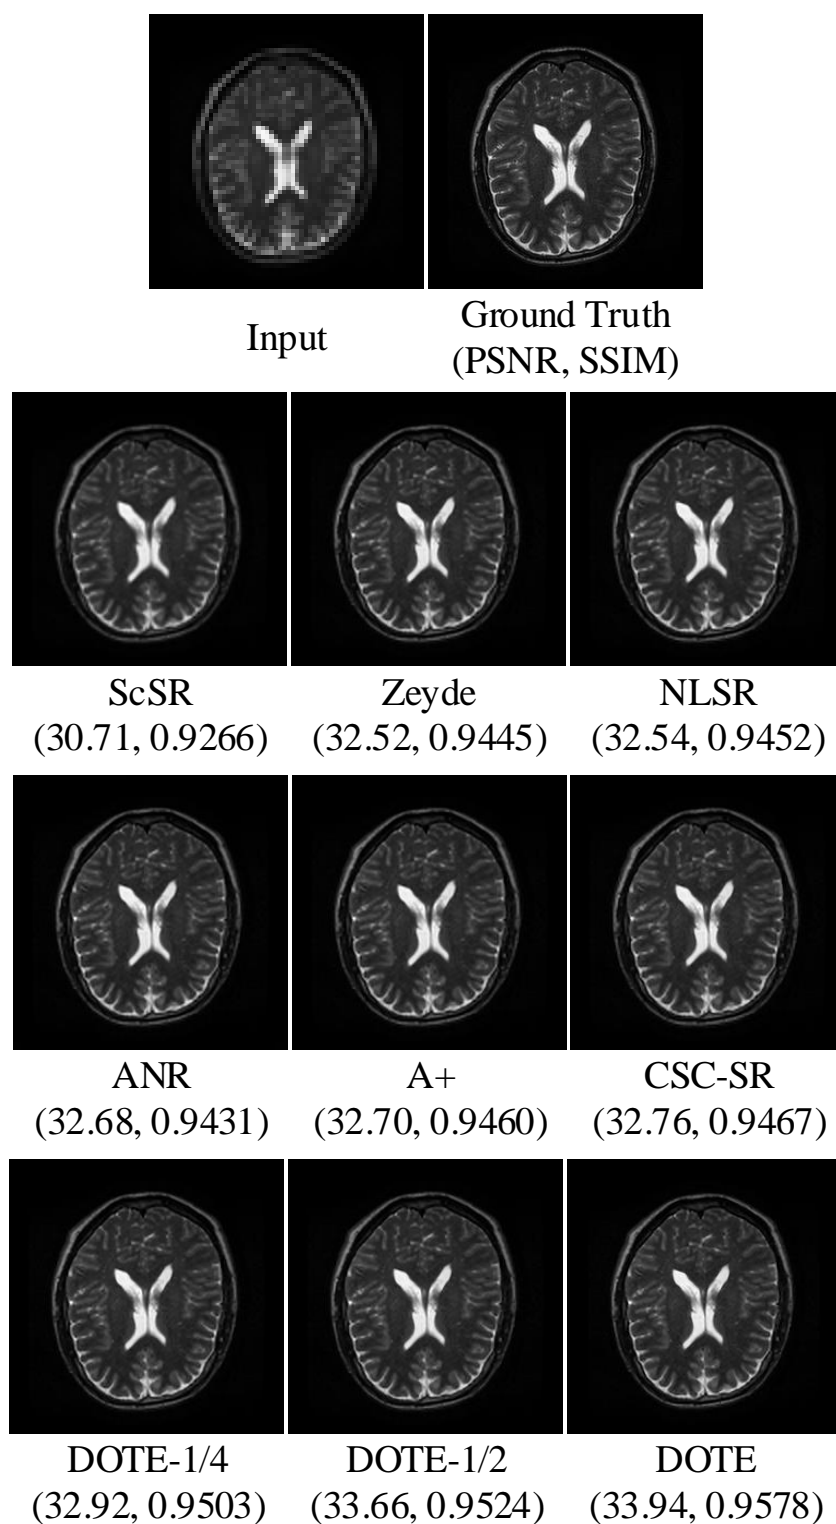 Input
Ground Truth
(PSNR, SSIM)
ScSR
(30.71, 0.9266)
Zeyde
(32.52, 0.9445)
NLSR
(32.54, 0.9452)
ANR
(32.68, 0.9431)
A+
(32.70, 0.9460)
CSC-SR
(32.76, 0.9467)
DOTE-1/4
(32.92, 0.9503)
DOTE-1/2
(33.66, 0.9524)
DOTE
(33.94, 0.9578)